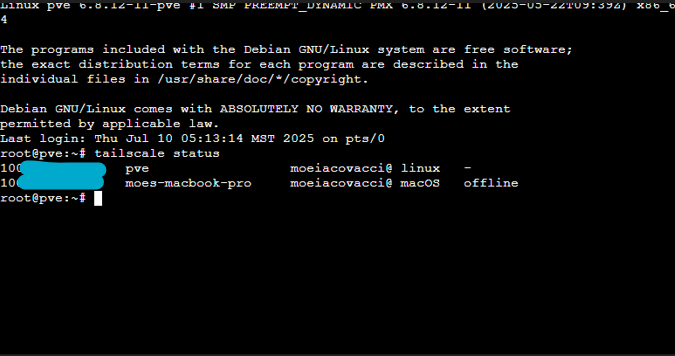 Linux pve 6.8.12-11-pve #1 SMP PREEMPT_DYNAMIC PMX 6.8.12-11 (2025-05-22T09:39Z) x86_6
4
The programs included with the Debian GNU/Linux system are free software;
the exact distribution terms for each program are described in the
individual files in /usr/share/doc/*/copyright.
Debian GNU/Linux comes with ABSOLUTELY NO WARRANTY, to the extent
permitted by applicable law.
Last login: Thu Jul 10 05:13:14 MST 2025 on pts/0
root@pve:~# tailscale status
100 pve moeiacovacci@ linux -
10 moes-macbook-pro moeiacovacci@ macOS offline
root@pve:~#